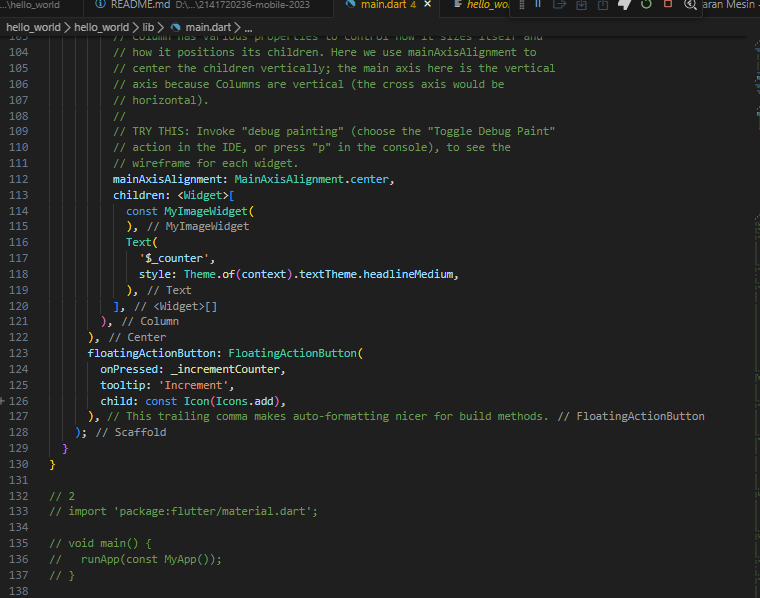 ..\hello_world
README.md D:\...\2141720236-mobile-2023
main.dart 4
hello_wo
aran Mesin
hello_world > hello_world > lib > main.dart > ...
103 // Column has various properties to control how it sizes itself and
104 // how it positions its children. Here we use mainAxisAlignment to
105 // center the children vertically; the main axis here is the vertical
106 // axis because Columns are vertical (the cross axis would be
107 // horizontal).
108 //
109 // TRY THIS: Invoke "debug painting" (choose the "Toggle Debug Paint"
110 // action in the IDE, or press "p" in the console), to see the
111 // wireframe for each widget.
112 mainAxisAlignment: MainAxisAlignment.center,
113 children: <Widget>[
114 const MyImageWidget(
115 ), // MyImageWidget
116 Text(
117 '$_counter',
118 style: Theme.of(context).textTheme.headlineMedium,
119 ), // Text
120 ], // <Widget>[]
121 ), // Column
122 ), // Center
123 floatingActionButton: FloatingActionButton(
124 onPressed: _incrementCounter,
125 tooltip: 'Increment',
126 child: const Icon(Icons.add),
127 ), // This trailing comma makes auto-formatting nicer for build methods. // FloatingActionButton
128 ); // Scaffold
129 }
130 }
131
132 // 2
133 // import 'package:flutter/material.dart';
134
135 // void main() {
136 //   runApp(const MyApp());
137 // }
138